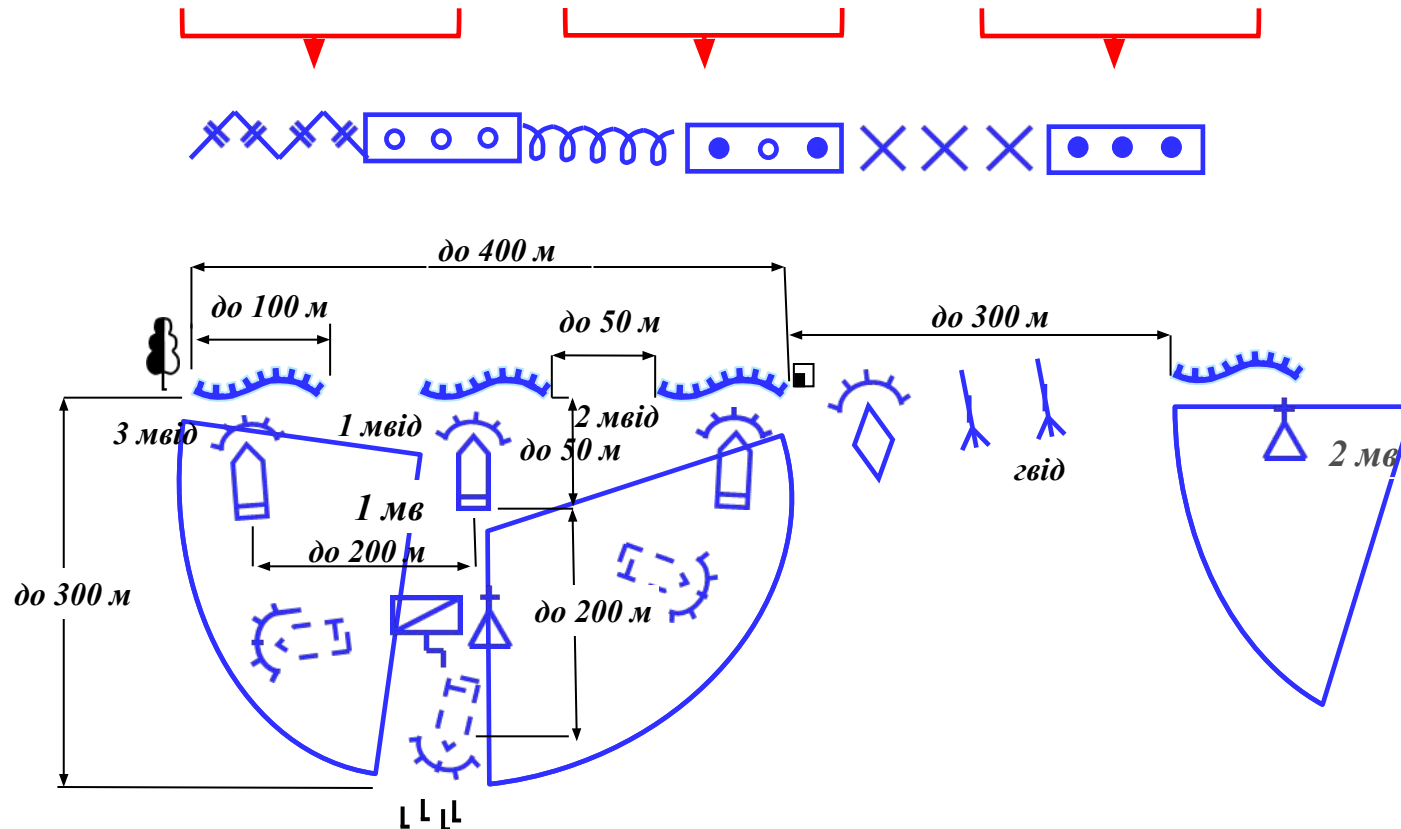 до 400 м
до 100 м
до 50 м
до 300 м
3 мвід
1 мвід
2 мвід
до 50 м
гвід
2 мв
1 мв
до 200 м
до 300 м
до 200 м